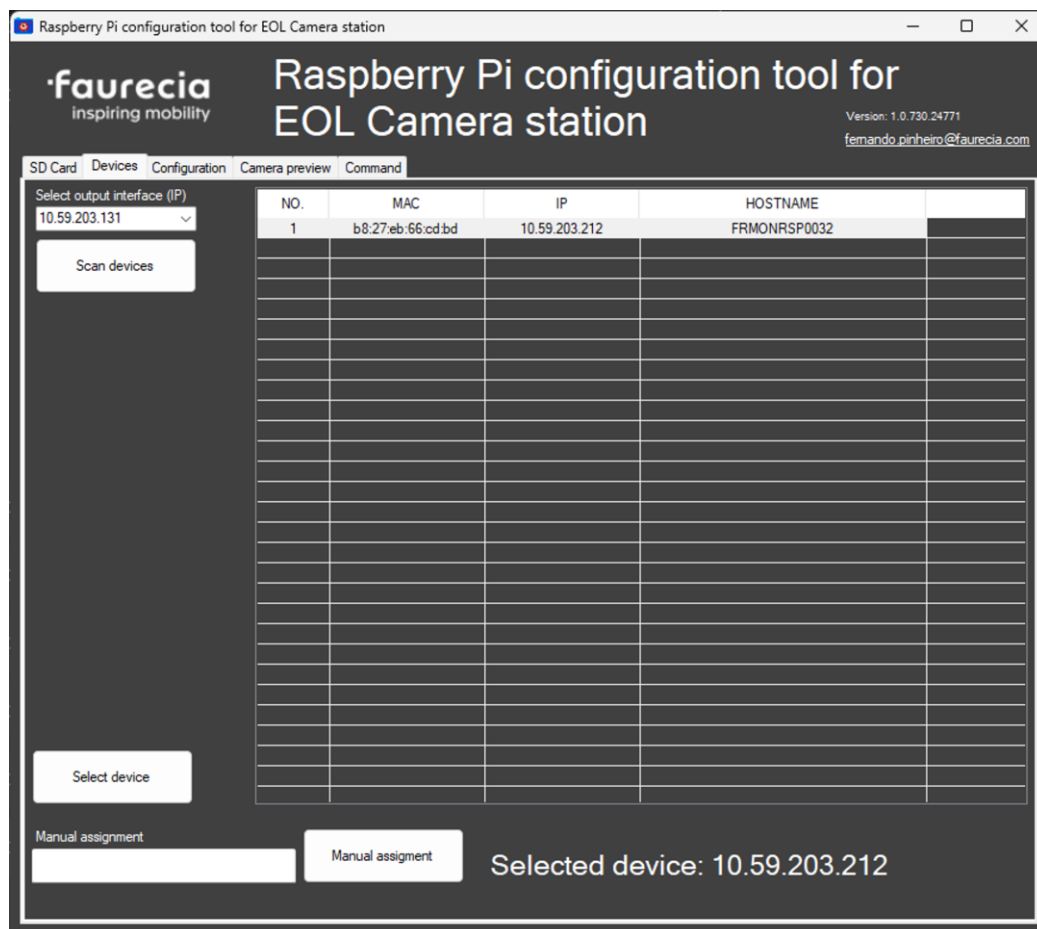 Raspberry Pi configuration tool for EOL Camera station
·faurecia
inspiring mobility
Raspberry Pi configuration tool for
EOL Camera station
Version: 1.0.730.24771
fernando.pinheiro@faurecia.com
SD Card Devices Configuration Camera preview Command
Select output interface (IP)
10.59.203.131
Scan devices
NO. MAC IP HOSTNAME
1 b8:27:eb:66:cd:bd 10.59.203.212 FRMONRSP0032
Select device
Manual assignment
Manual assigment
Selected device: 10.59.203.212